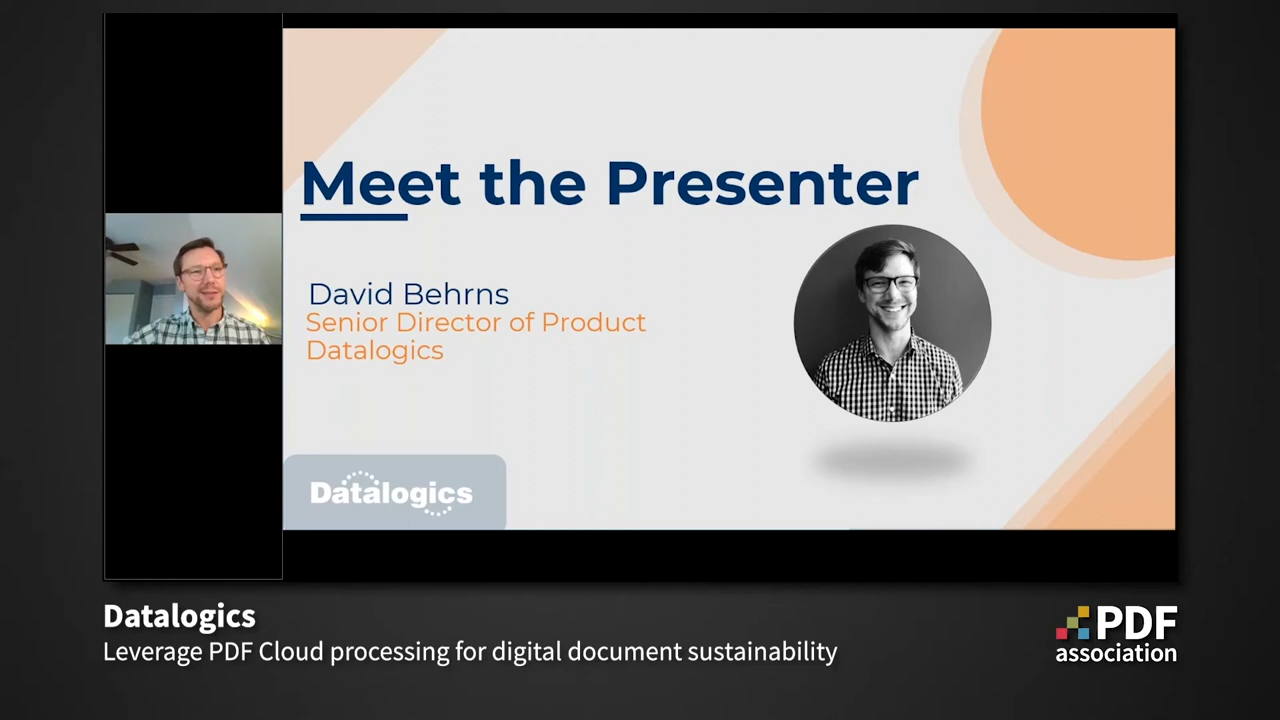 Meet the Presenter
David Behrns
Senior Director of Product
Datalogics
Datalogics
Datalogics
Leverage PDF Cloud processing for digital document sustainability
PDF
association